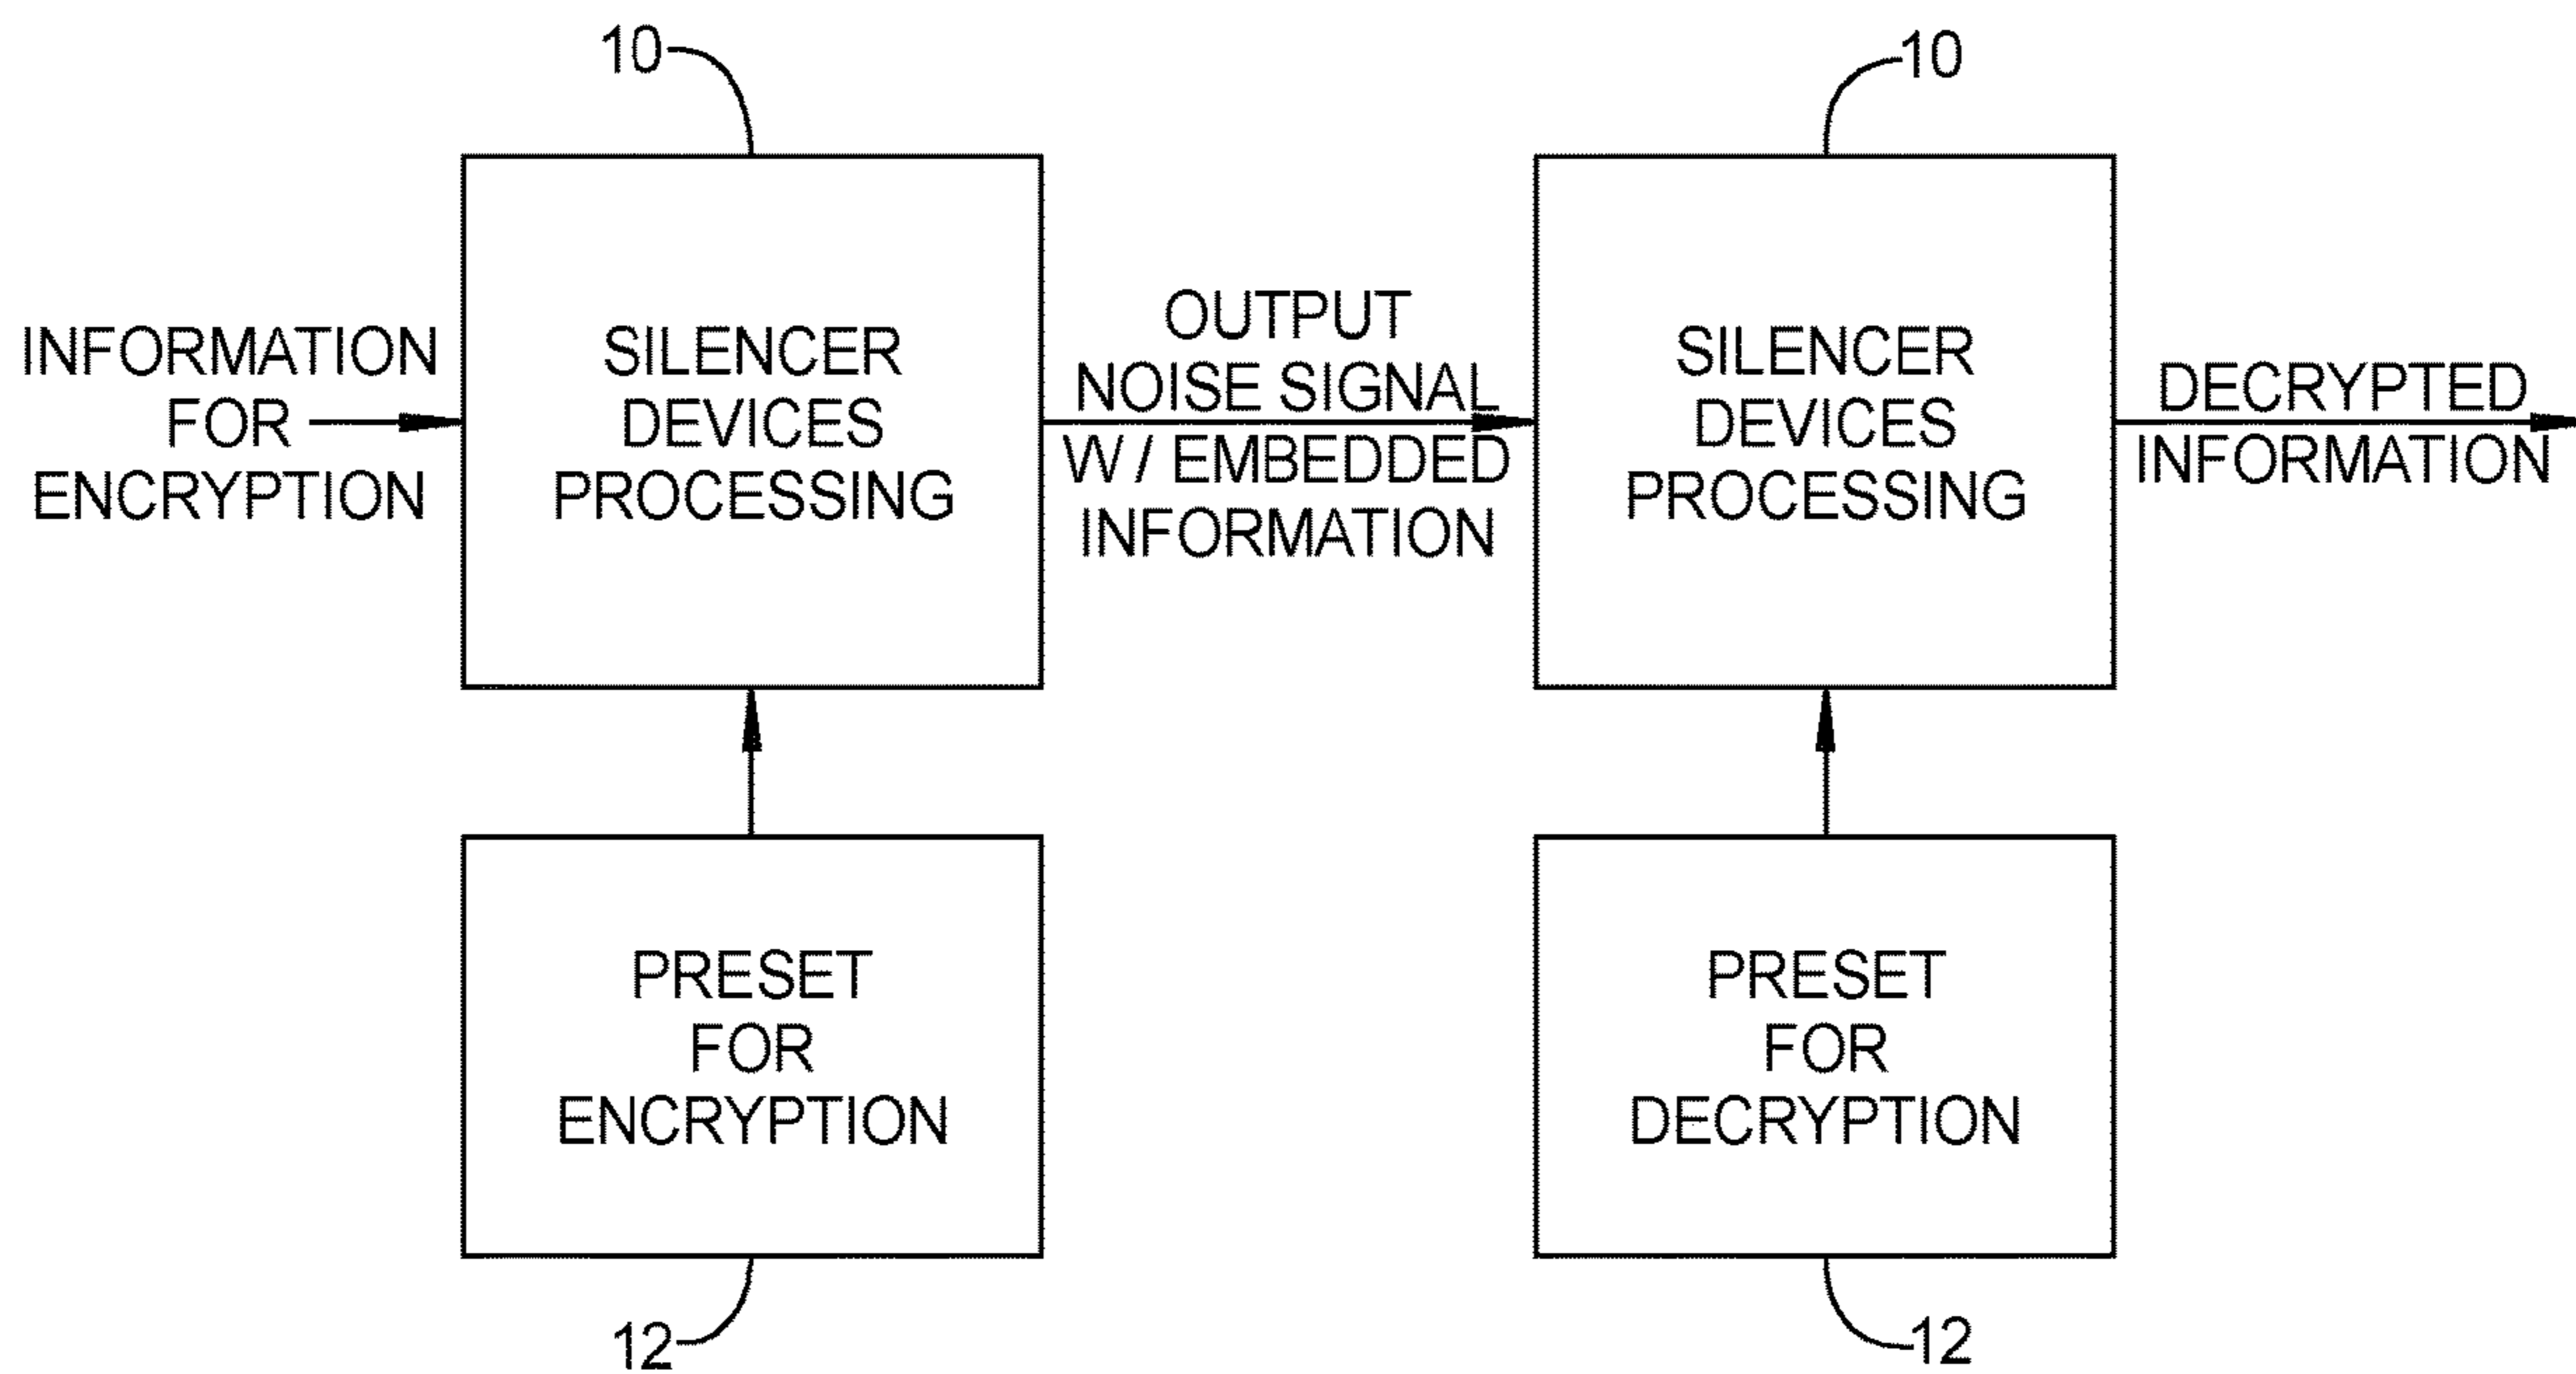 10
10
INFORMATION
FOR
ENCRYPTION
SILENCER
DEVICES
PROCESSING
OUTPUT
NOISE SIGNAL
W / EMBEDDED
INFORMATION
SILENCER
DEVICES
PROCESSING
DECRYPTED
INFORMATION
PRESET
FOR
ENCRYPTION
PRESET
FOR
DECRYPTION
12
12